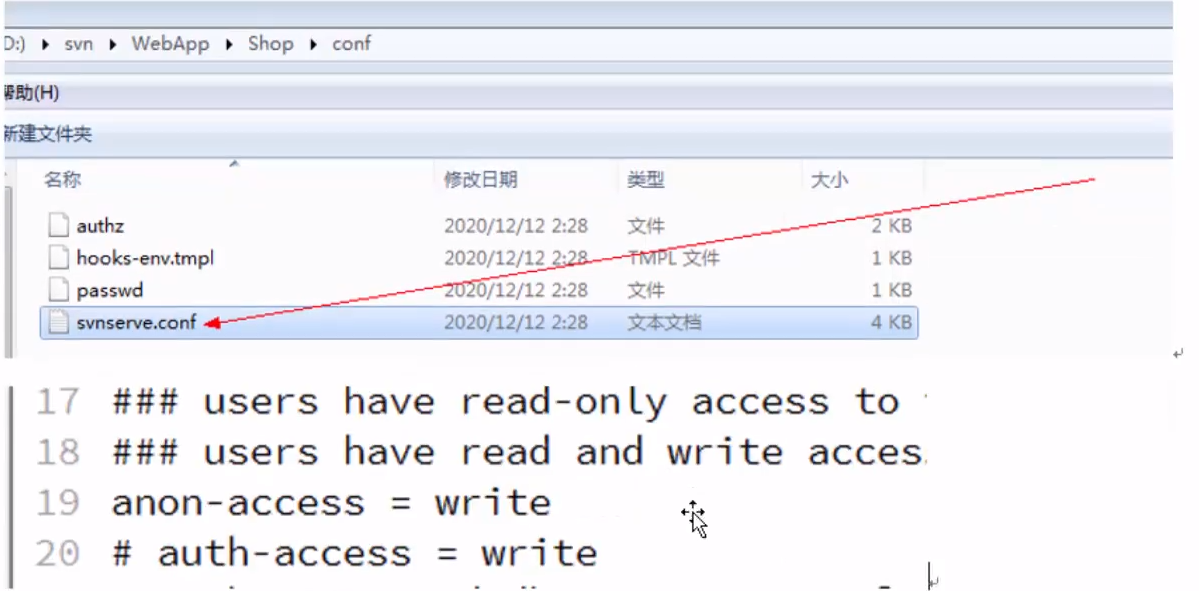 D:) ▸ svn ▸ WebApp ▸ Shop ▸ conf
帮助(H)
新建文件夹
名称 修改日期 类型 大小
authz 2020/12/12 2:28 文件 2 KB
hooks-env.tmpl 2020/12/12 2:28 TMPL 文件 1 KB
passwd 2020/12/12 2:28 文件 1 KB
svnserve.conf 2020/12/12 2:28 文本文档 4 KB
17 ### users have read-only access to
18 ### users have read and write acces
19 anon-access = write
20 # auth-access = write